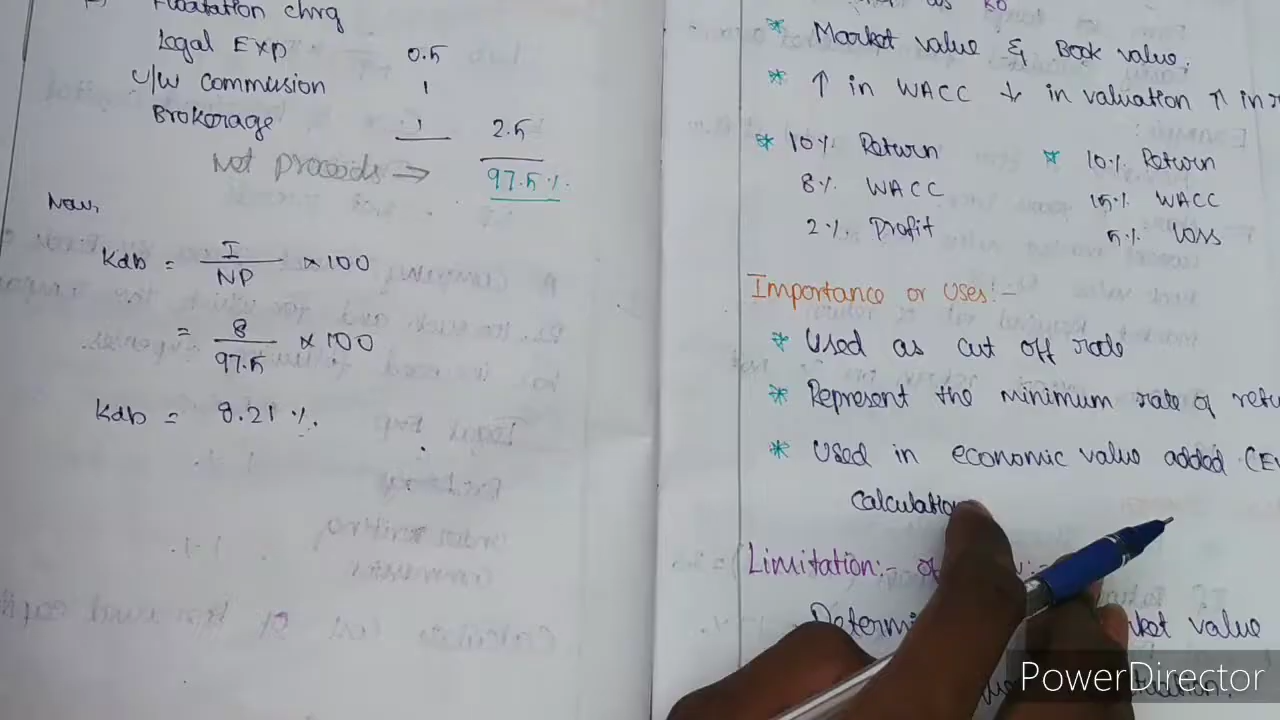 Floatation chrg
Legal Exp 0.5
U/W commission 1
Brokerage 1 2.5
Net proceeds ⇒ 97.5%.
Now,
Kdb = I / NP × 100
= 8 / 97.5 × 100
Kdb = 8.21 %.
as Ko
* Market value & Book value.
* ↑ in WACC ↓ in valuation ↑ in
* 10% Return
8% WACC
2% Profit
* 10% Return
15% WACC
5% Loss
Importance or Uses:-
* Used as cut off rate
* Represent the minimum rate of
* Used in economic value added
Calculation
Limitation:-
value
PowerDirector